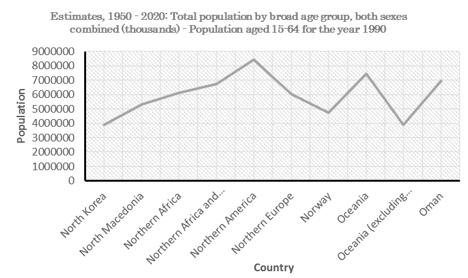 Estimates, 1950 - 2020: Total population by broad age group, both sexes
combined (thousands) - Population aged 15-64 for the year 1990
9000000
8000000
7000000
6000000
5000000
4000000
3000000
2000000
1000000
0
Population
North Korea
North Macedonia
Northern Africa
Northern Africa and...
Northern America
Northern Europe
Norway
Oceania
Oceania (excluding...
Oman
Country